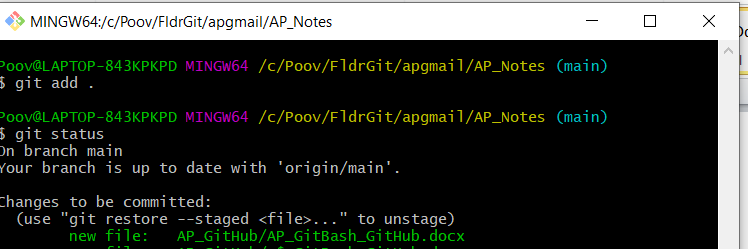 MINGW64:/c/Poov/FldrGit/apgmail/AP_Notes
Poov@LAPTOP-843KPKPD MINGW64 /c/Poov/FldrGit/apgmail/AP_Notes (main)
$ git add .
Poov@LAPTOP-843KPKPD MINGW64 /c/Poov/FldrGit/apgmail/AP_Notes (main)
$ git status
On branch main
Your branch is up to date with 'origin/main'.
Changes to be committed:
(use "git restore --staged <file>..." to unstage)
new file: AP_GitHub/AP_GitBash_GitHub.docx